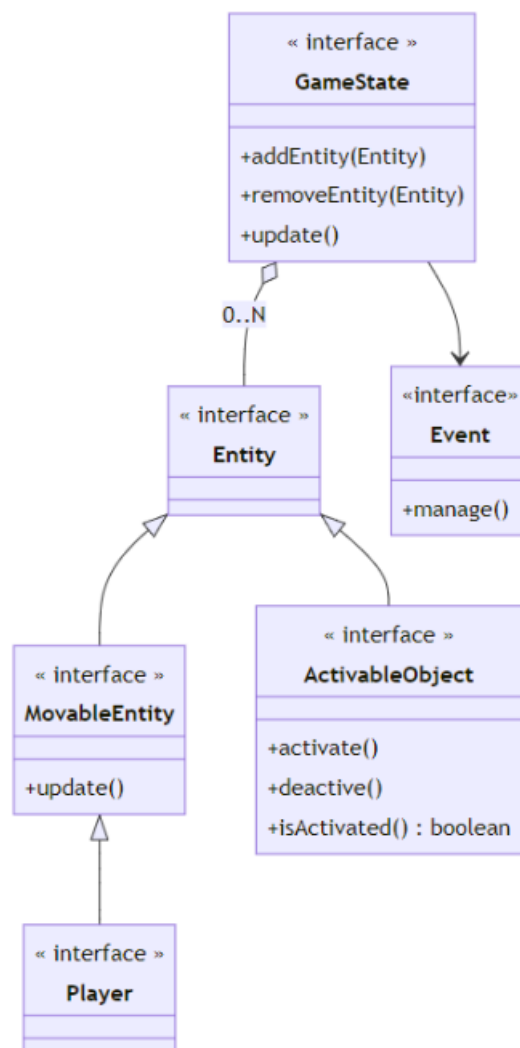 « interface »
GameState
+addEntity(Entity)
+removeEntity(Entity)
+update()
0..N
« interface »
Entity
«interface»
Event
+manage()
« interface »
MovableEntity
+update()
« interface »
ActivableObject
+activate()
+deactive()
+isActivated() : boolean
« interface »
Player